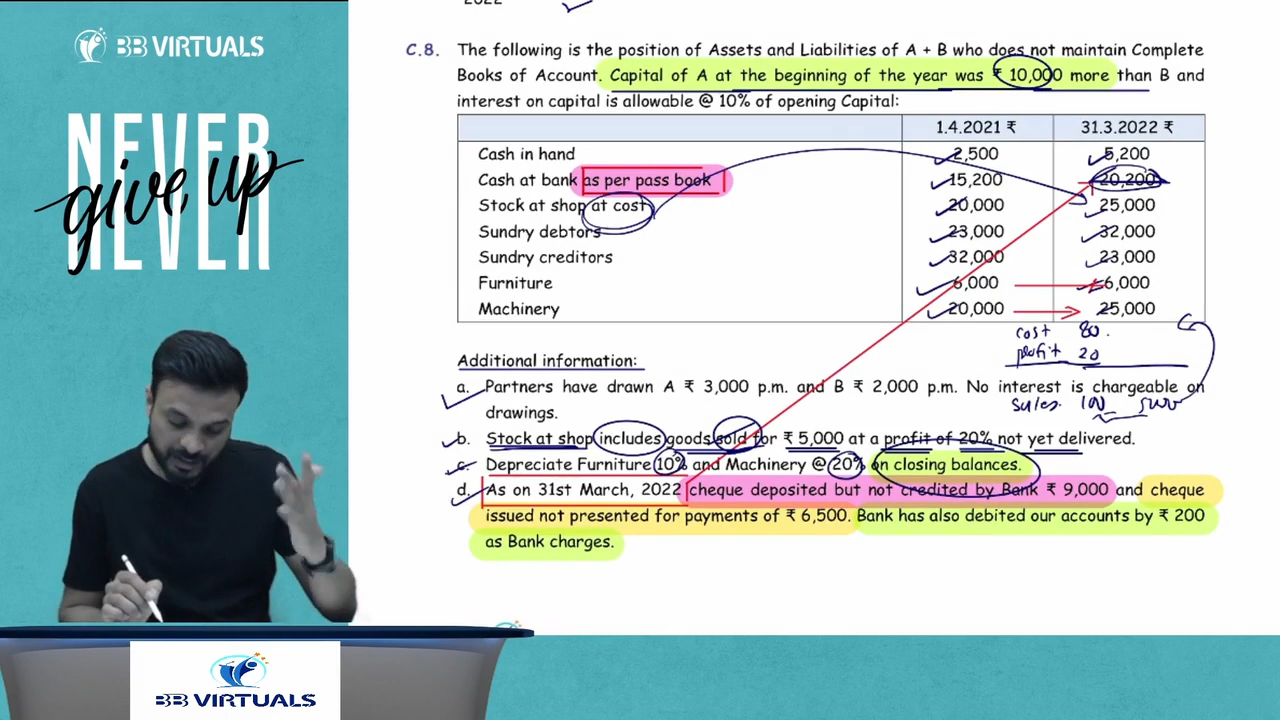 2022
BB VIRTUALS
NEVER
give up
NEVER
C.8. The following is the position of Assets and Liabilities of A + B who does not maintain Complete
Books of Account. Capital of A at the beginning of the year was ₹ 10,000 more than B and
interest on capital is allowable @ 10% of opening Capital:
1.4.2021 ₹ 31.3.2022 ₹
Cash in hand 2,500 5,200
Cash at bank as per pass book 15,200 20,200
Stock at shop at cost 20,000 25,000
Sundry debtors 23,000 32,000
Sundry creditors 32,000 23,000
Furniture 6,000 6,000
Machinery 20,000 25,000
cost 80
profit 20
sales 100 5000
Additional information:
a. Partners have drawn A ₹ 3,000 p.m. and B ₹ 2,000 p.m. No interest is chargeable on
drawings.
b. Stock at shop includes goods sold for ₹ 5,000 at a profit of 20% not yet delivered.
c. Depreciate Furniture 10% and Machinery @ 20% on closing balances.
d. As on 31st March, 2022 cheque deposited but not credited by Bank ₹ 9,000 and cheque
issued not presented for payments of ₹ 6,500. Bank has also debited our accounts by ₹ 200
as Bank charges.
BB VIRTUALS